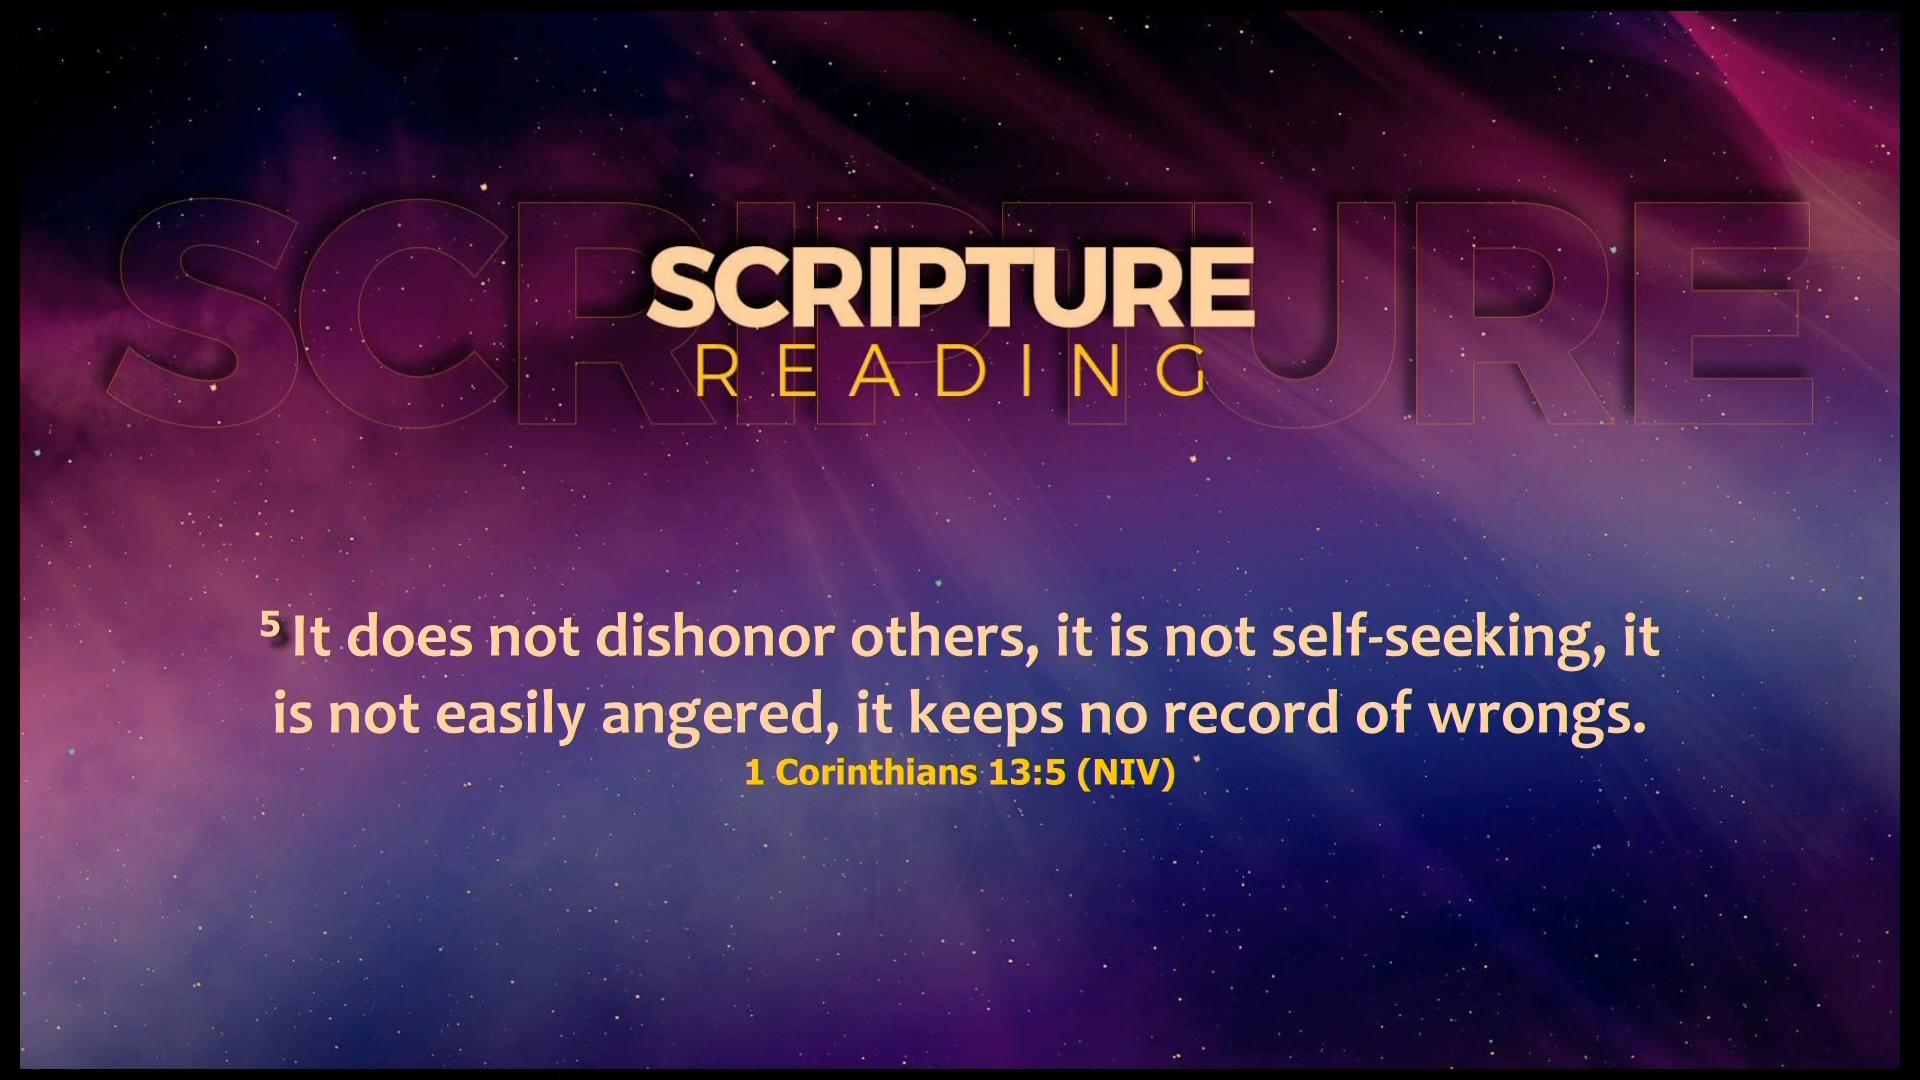 SCRIPTURE
SCRIPTURE
READING
5 It does not dishonor others, it is not self-seeking, it
is not easily angered, it keeps no record of wrongs.
1 Corinthians 13:5 (NIV)